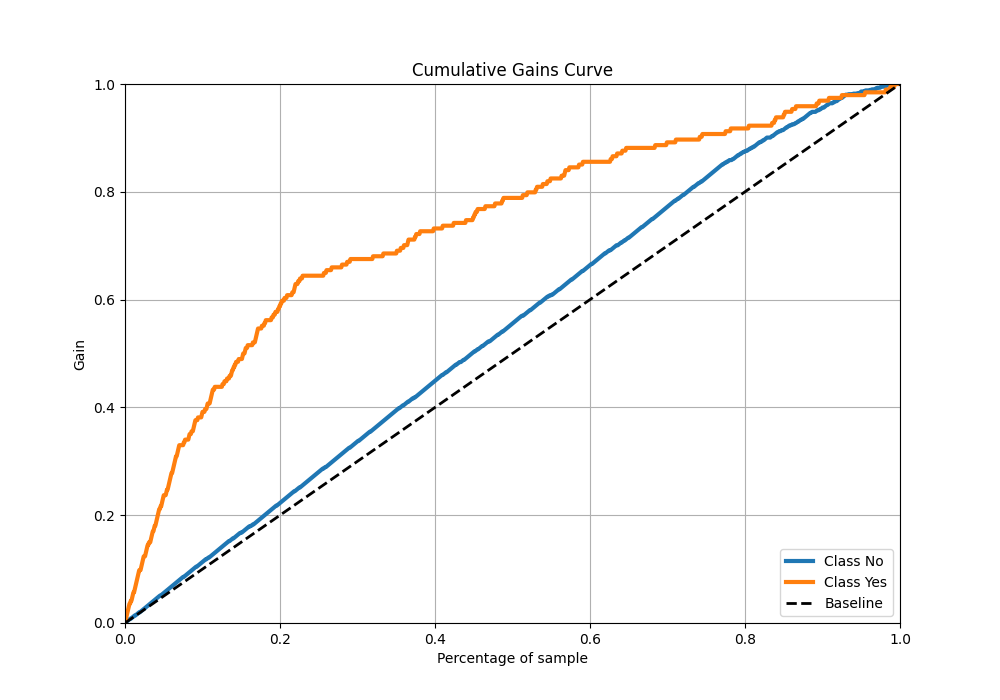 Cumulative Gains Curve
1.0
0.8
0.6
0.4
0.2
0.0
Gain
0.0 0.2 0.4 0.6 0.8 1.0
Percentage of sample
Class No
Class Yes
Baseline